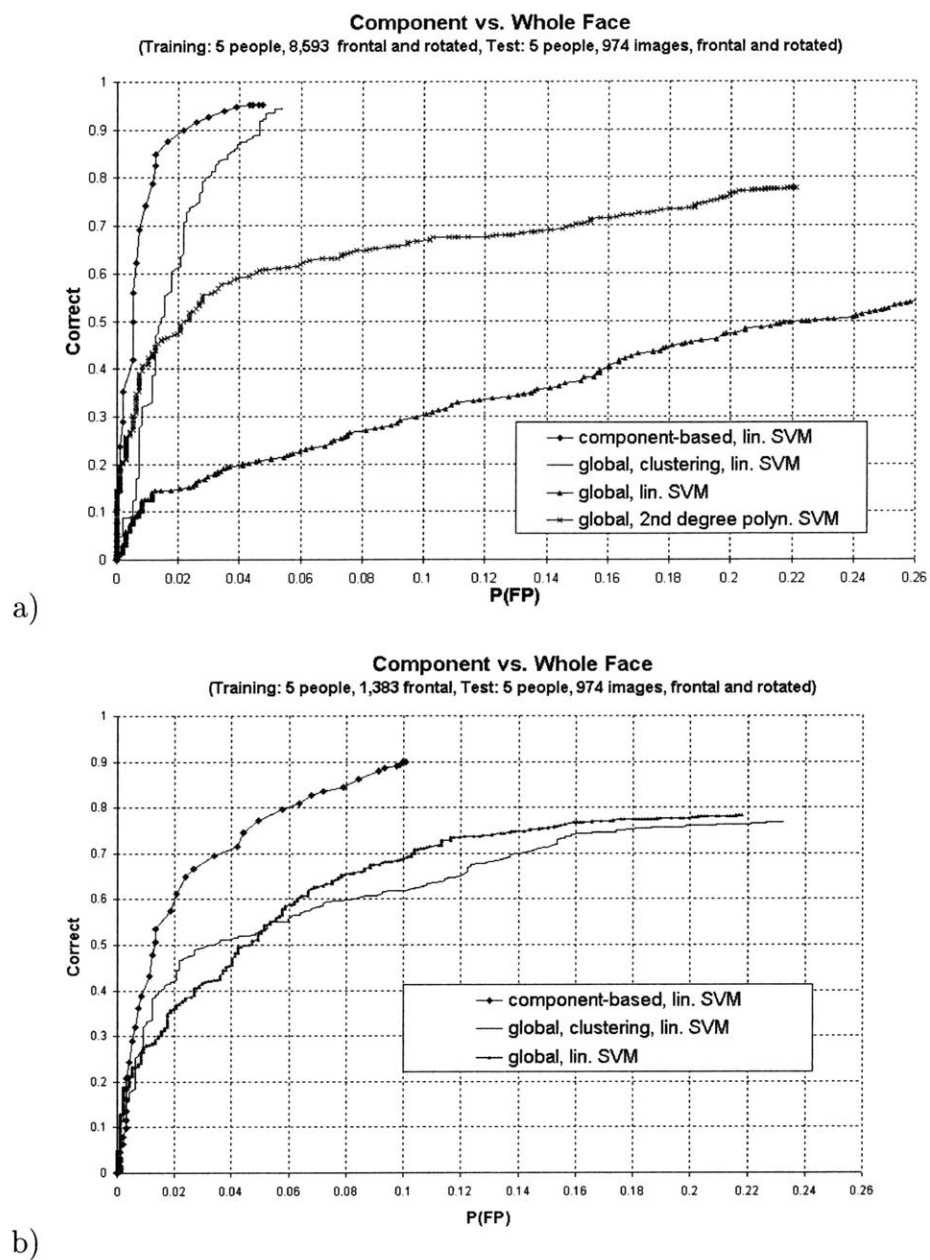 Component vs. Whole Face
(Training: 5 people, 8,593 frontal and rotated, Test: 5 people, 974 images, frontal and rotated)
1
0.9
0.8
0.7
0.6
0.5
0.4
0.3
0.2
0.1
0
Correct
component-based, lin. SVM
global, clustering, lin. SVM
global, lin. SVM
global, 2nd degree polyn. SVM
0 0.02 0.04 0.06 0.08 0.1 0.12 0.14 0.16 0.18 0.2 0.22 0.24 0.26
P(FP)
a)
Component vs. Whole Face
(Training: 5 people, 1,383 frontal, Test: 5 people, 974 images, frontal and rotated)
1
0.9
0.8
0.7
0.6
0.5
0.4
0.3
0.2
0.1
0
Correct
component-based, lin. SVM
global, clustering, lin. SVM
global, lin. SVM
0 0.02 0.04 0.06 0.08 0.1 0.12 0.14 0.16 0.18 0.2 0.22 0.24 0.26
P(FP)
b)